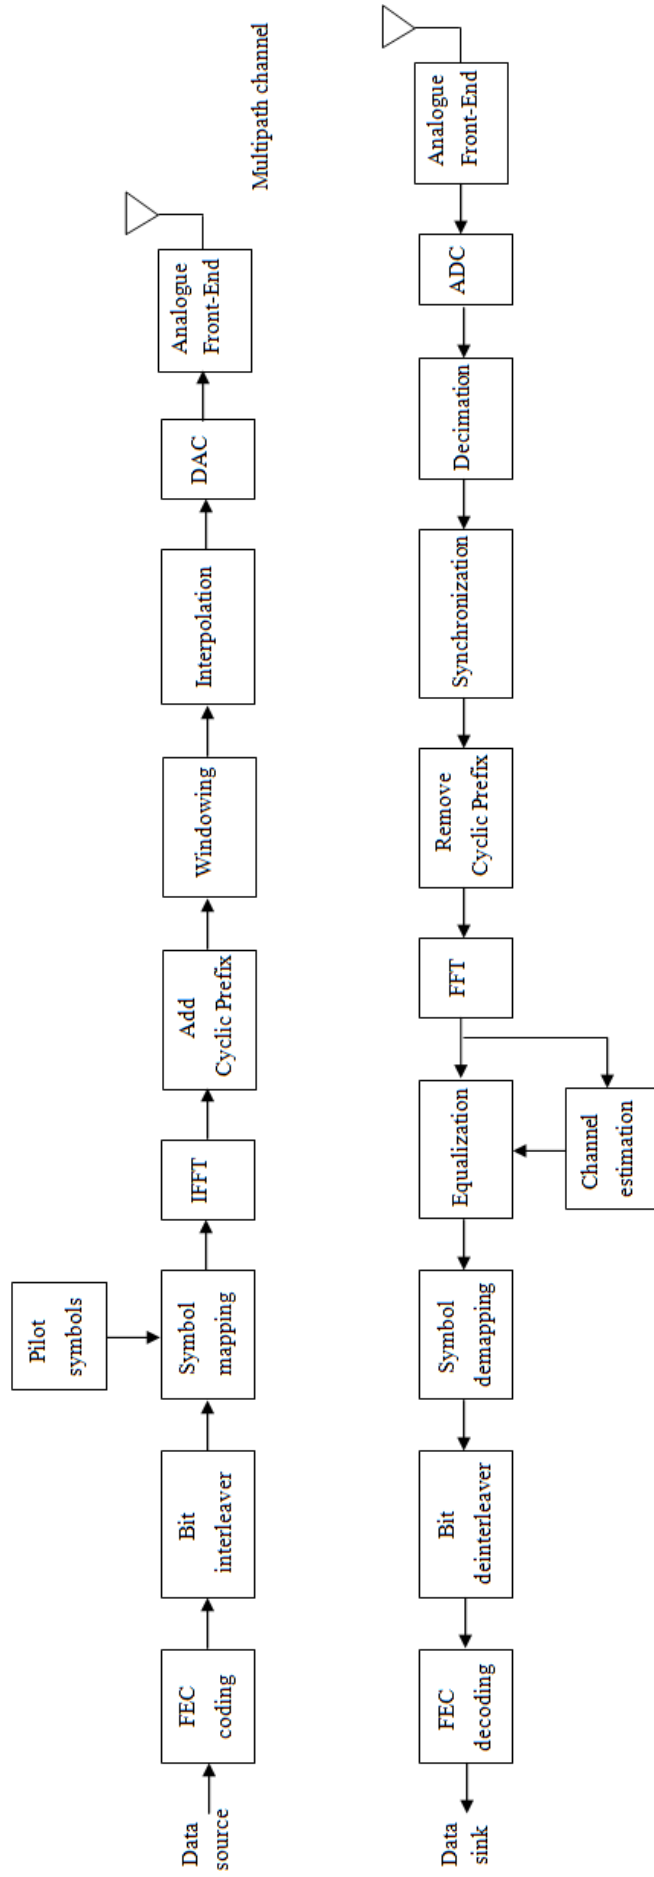 Pilot
symbols
Data
source
FEC
coding
Bit
interleaver
Symbol
mapping
IFFT
Add
Cyclic Prefix
Windowing
Interpolation
DAC
Analogue
Front-End
Multipath channel
Data
sink
FEC
decoding
Bit
deinterleaver
Symbol
demapping
Equalization
FFT
Remove
Cyclic Prefix
Synchronization
Decimation
ADC
Analogue
Front-End
Channel
estimation